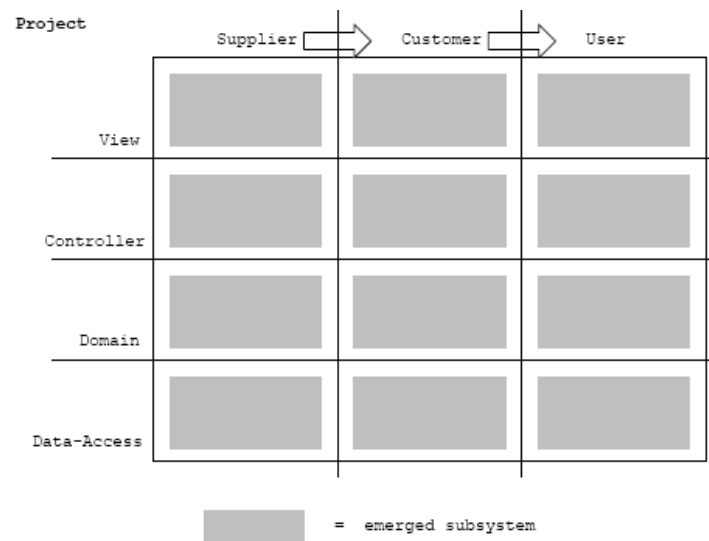 Project
Supplier Customer User
View
Controller
Domain
Data-Access
= emerged subsystem